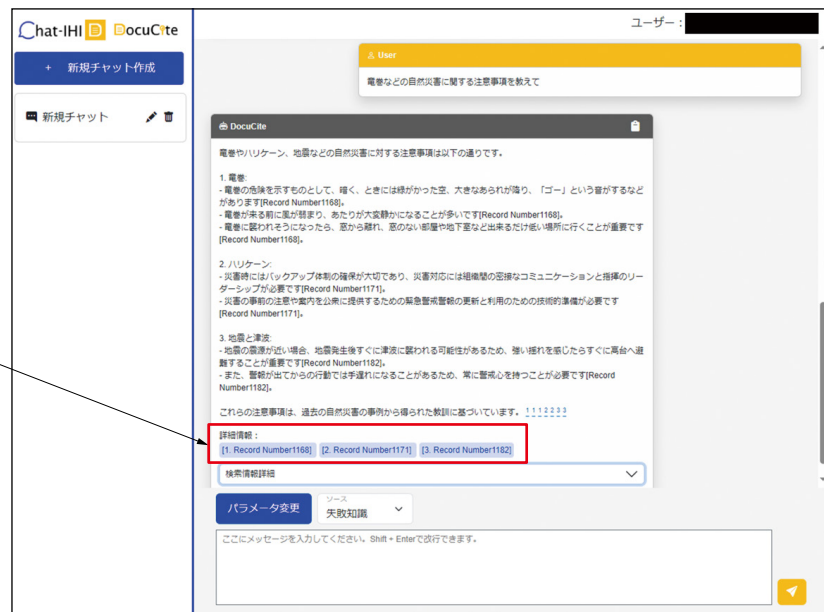 Chat-IHI DocuCite
ユーザー：
+ 新規チャット作成
新規チャット
User
竜巻などの自然災害に関する注意事項を教えて
DocuCite
竜巻やハリケーン、地震などの自然災害に対する注意事項は以下の通りです。
1. 竜巻:
- 竜巻の危険を示すものとして、暗く、ときには緑がかった空、大きなあられが降り、「ゴー」という音がするなど
があります[Record Number1168]。
- 竜巻が来る前に風が弱まり、あたりが大変静かになることが多いです[Record Number1168]。
- 竜巻に襲われそうになったら、窓から離れ、窓のない部屋や地下室など出来るだけ低い場所に行くことが重要です
[Record Number1168]。
2. ハリケーン:
- 災害時にはバックアップ体制の確保が大切であり、災害対応には組織間の密接なコミュニケーションと指揮のリー
ダーシップが必要です[Record Number1171]。
- 災害の事前の注意や案内を公衆に提供するための緊急警戒警報の更新と利用のための技術的準備が必要です
[Record Number1171]。
3. 地震と津波:
- 地震の震源が近い場合、地震発生後すぐに津波に襲われる可能性があるため、強い揺れを感じたらすぐに高台へ避
難することが重要です[Record Number1182]。
- また、警報が出てからの行動では手遅れになることがあるため、常に警戒心を持つことが必要です[Record
Number1182]。
これらの注意事項は、過去の自然災害の事例から得られた教訓に基づいています。 1 1 1 2 2 3 3
詳細情報：
[1. Record Number1168] [2. Record Number1171] [3. Record Number1182]
検索情報詳細
パラメータ変更
ソース
失敗知識
ここにメッセージを入力してください。Shift + Enterで改行できます。